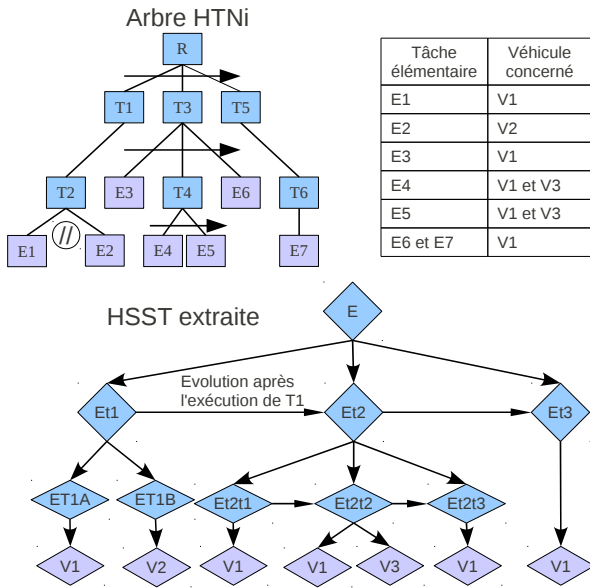 Arbre HTNi
R
T1
T3
T5
T2
E3
T4
E6
T6
E1
//
E2
E4
E5
E7
Tâche élémentaire
Véhicule concerné
E1 V1
E2 V2
E3 V1
E4 V1 et V3
E5 V1 et V3
E6 et E7 V1
HSST extraite
E
Evolution après
l'exécution de T1
Et1
Et2
Et3
ET1A
ET1B
Et2t1
Et2t2
Et2t3
V1
V2
V1
V1
V3
V1
V1